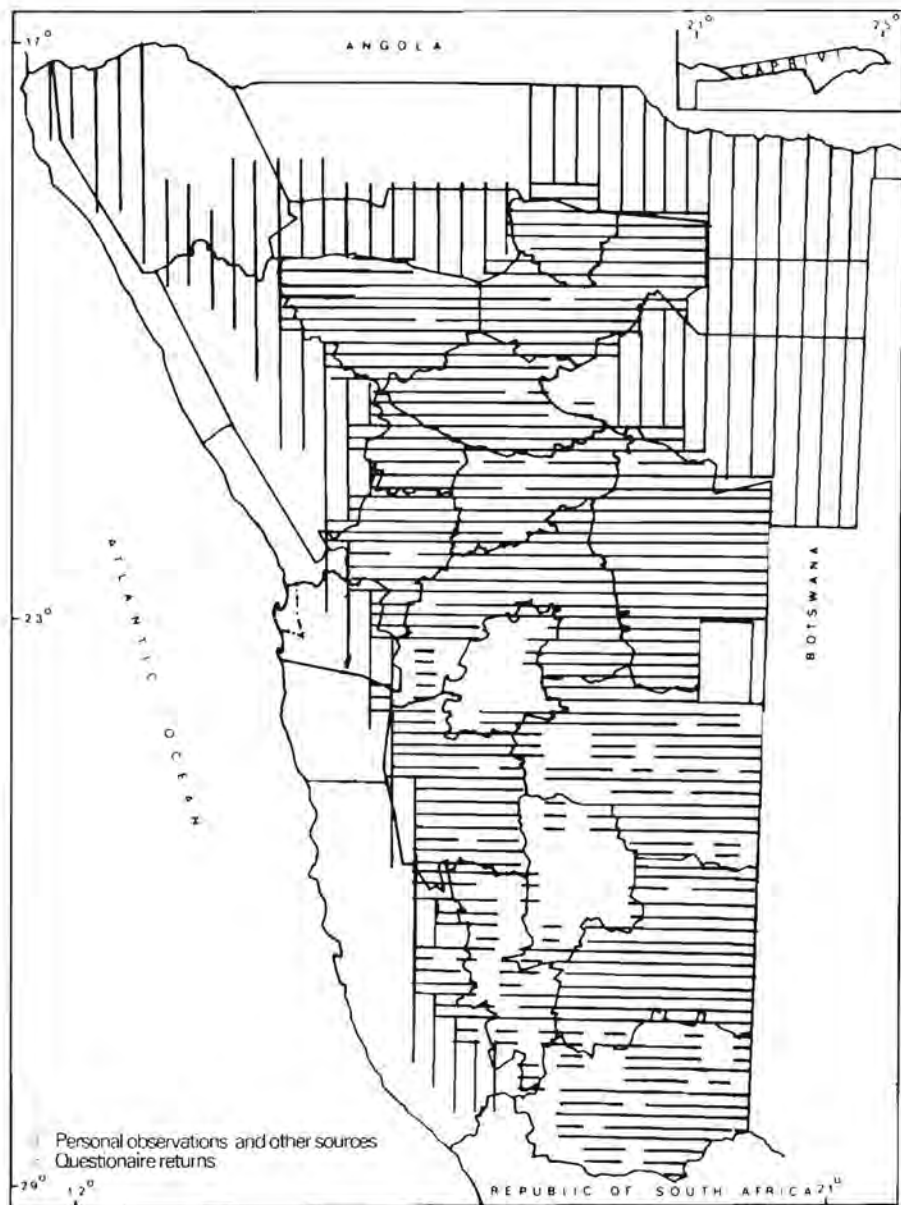 17°
ANGOLA
21°
25°
CAPRIVI
ATLANTIC OCEAN
23°
BOTSWANA
Personal observations and other sources
Questionaire returns
29°
12°
REPUBLIC OF SOUTH AFRICA
21°